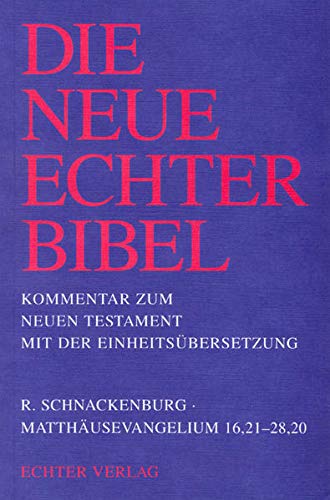 DIE
NEUE
ECHTER
BIBEL
KOMMENTAR ZUM
NEUEN TESTAMENT
MIT DER EINHEITSÜBERSETZUNG
R. SCHNACKENBURG ·
MATTHÄUSEVANGELIUM 16,21–28,20
ECHTER VERLAG